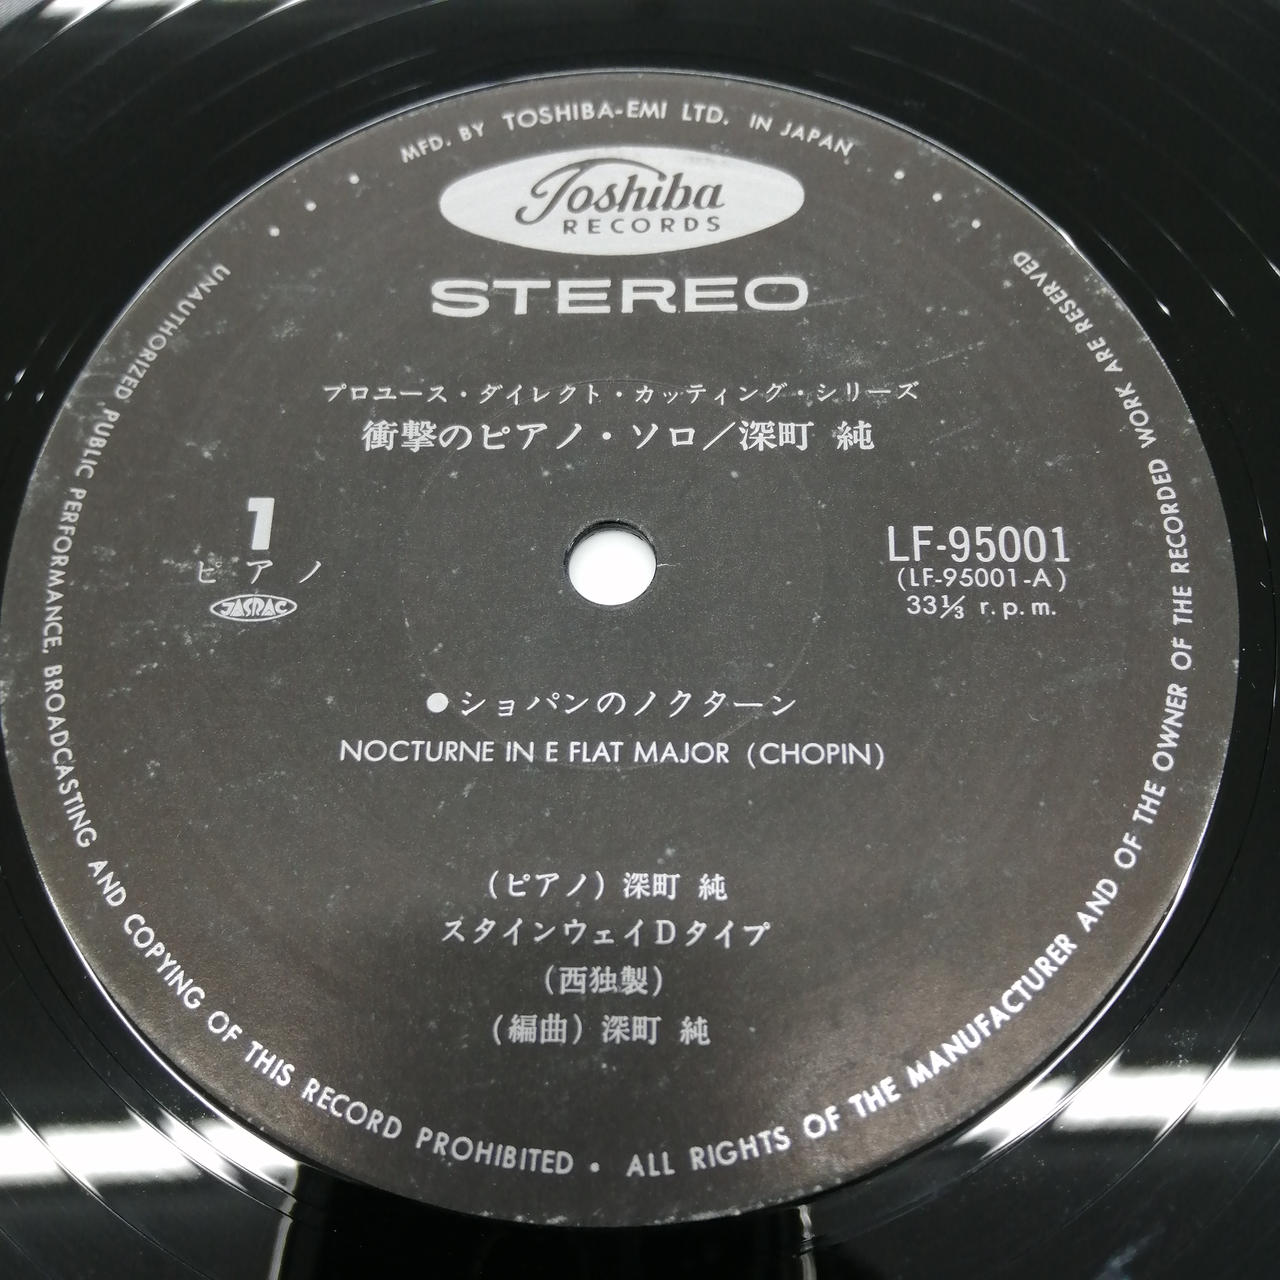 MFD. BY TOSHIBA-EMI LTD. IN JAPAN
Toshiba
RECORDS
STEREO
プロユース・ダイレクト・カッティング・シリーズ
衝撃のピアノ・ソロ／深町 純
1
ピアノ
JASRAC
LF-95001
(LF-95001-A)
33⅓ r.p.m.
●ショパンのノクターン
NOCTURNE IN E FLAT MAJOR (CHOPIN)
(ピアノ) 深町 純
スタインウェイDタイプ
(西独製)
(編曲) 深町 純
UNAUTHORIZED PUBLIC PERFORMANCE, BROADCASTING AND COPYING OF THIS RECORD PROHIBITED • ALL RIGHTS OF THE MANUFACTURER AND OF THE OWNER OF THE RECORDED WORK ARE RESERVED